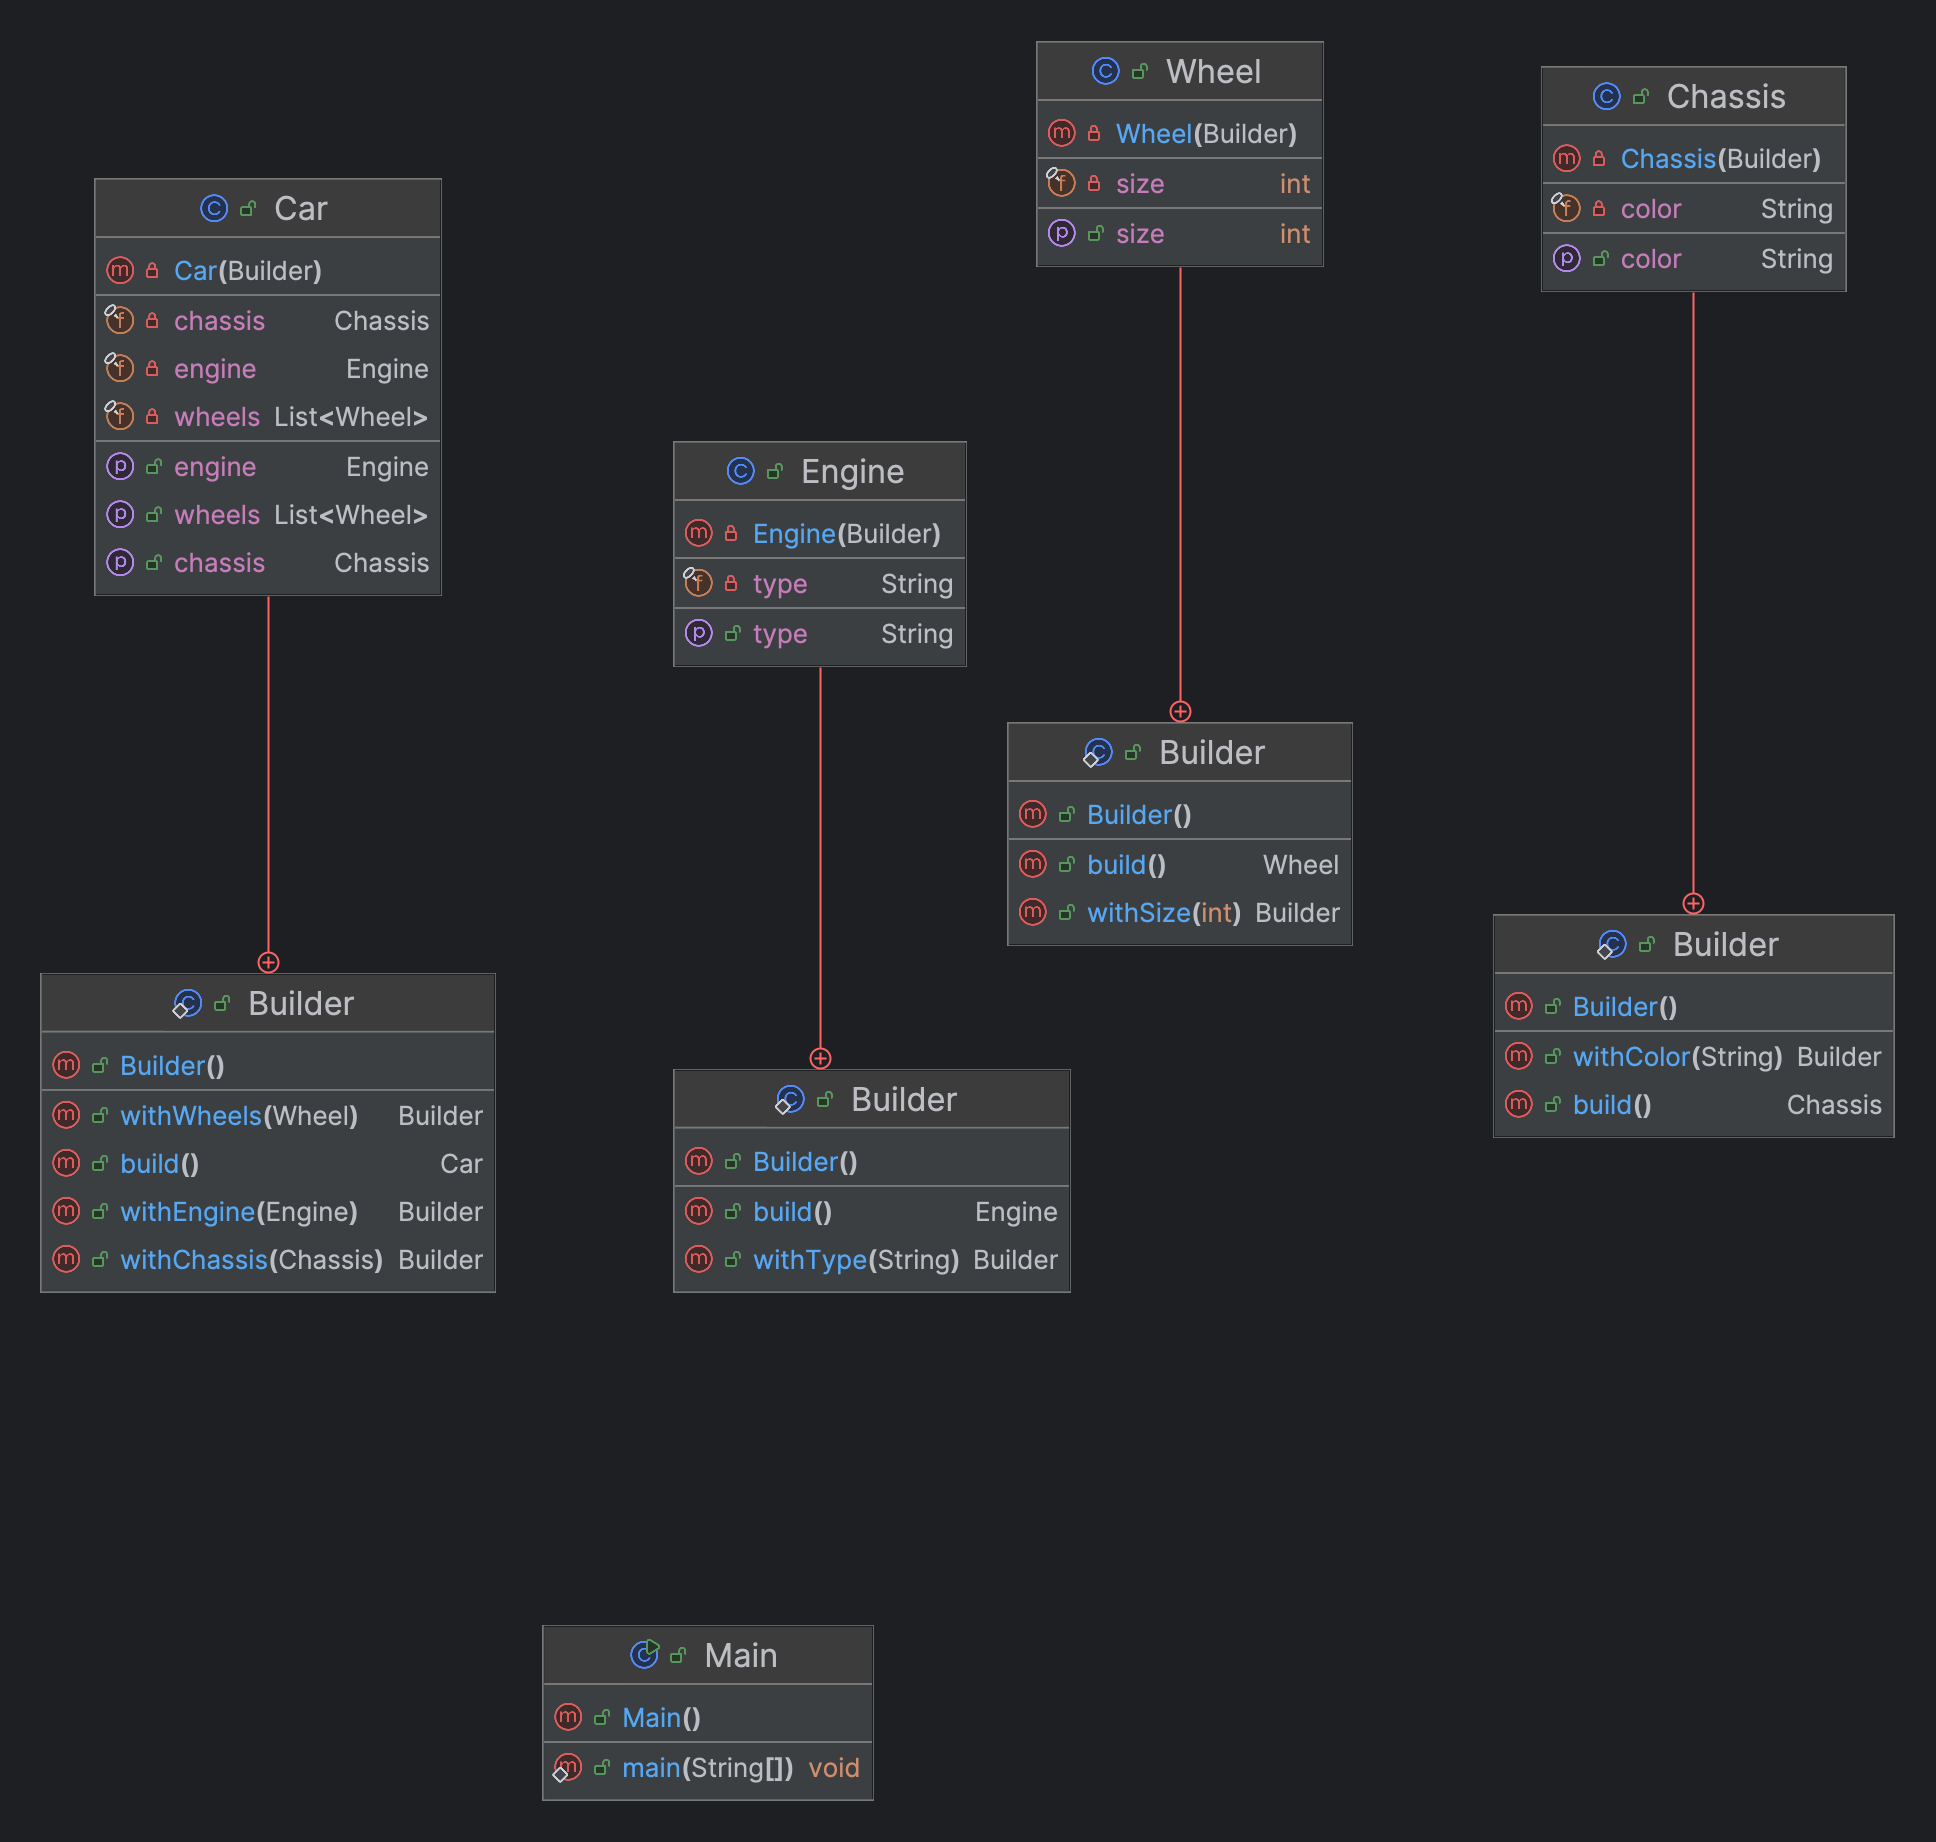 Car
Car(Builder)
chassis Chassis
engine Engine
wheels List<Wheel>
engine Engine
wheels List<Wheel>
chassis Chassis
Builder
Builder()
withWheels(Wheel) Builder
build() Car
withEngine(Engine) Builder
withChassis(Chassis) Builder
Engine
Engine(Builder)
type String
type String
Builder
Builder()
build() Engine
withType(String) Builder
Wheel
Wheel(Builder)
size int
size int
Builder
Builder()
build() Wheel
withSize(int) Builder
Chassis
Chassis(Builder)
color String
color String
Builder
Builder()
withColor(String) Builder
build() Chassis
Main
Main()
main(String[]) void